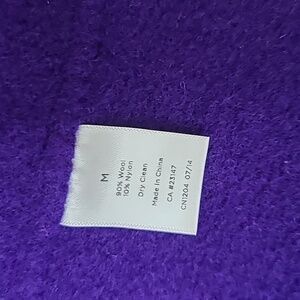 M
90% Wool
10% Nylon
Dry Clean
Made in China
CA #23147
CN1204 07/14